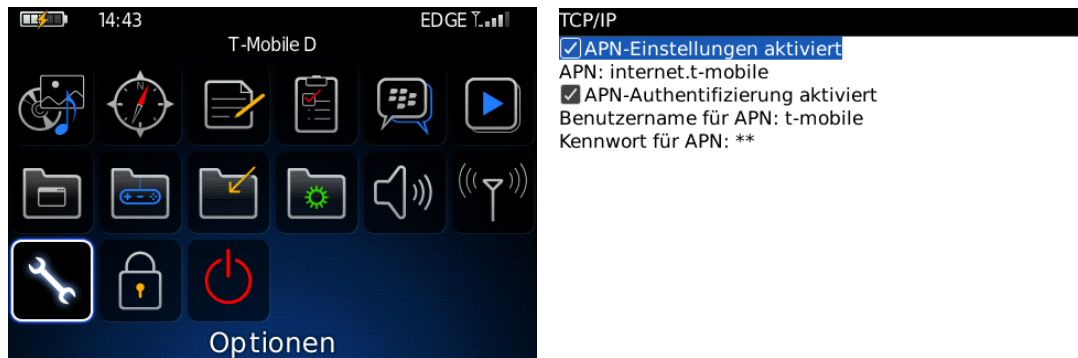 14:43
EDGE
T-Mobile D
Optionen
TCP/IP
APN-Einstellungen aktiviert
APN: internet.t-mobile
APN-Authentifizierung aktiviert
Benutzername für APN: t-mobile
Kennwort für APN: **